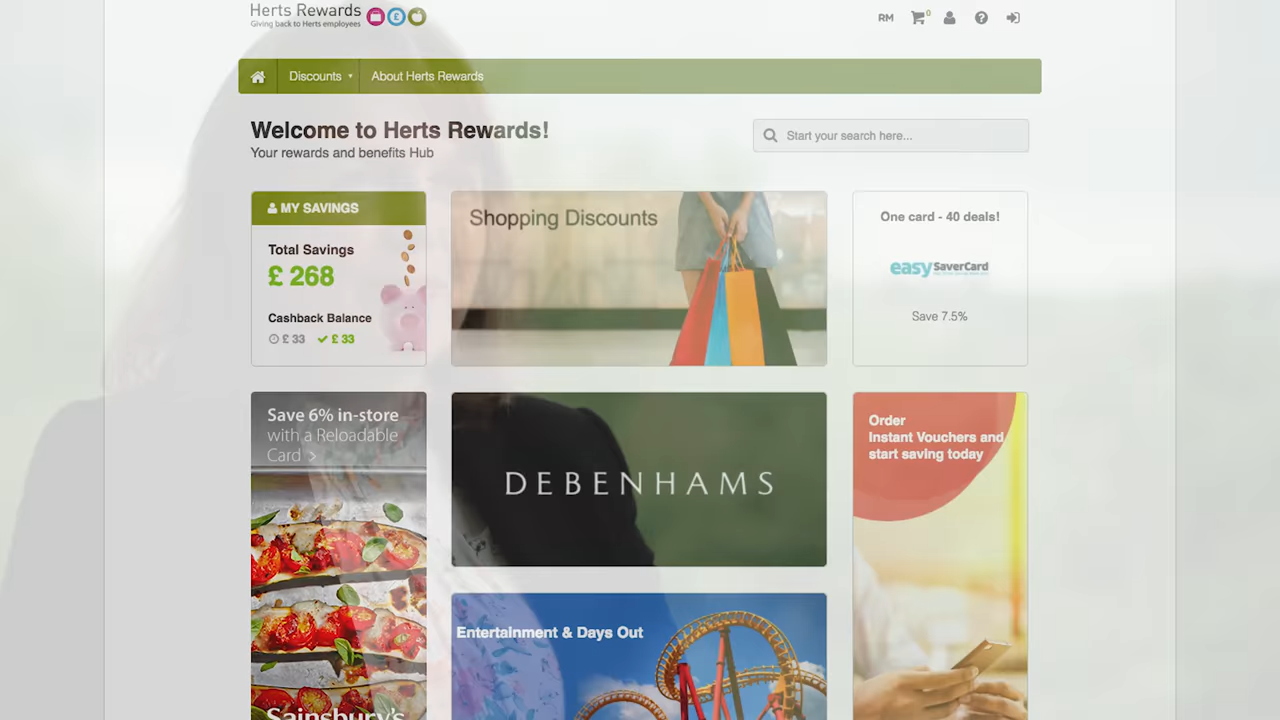 Herts Rewards
Giving back to Herts employees
£
RM
0
?
Discounts
About Herts Rewards
Welcome to Herts Rewards!
Your rewards and benefits Hub
Start your search here...
MY SAVINGS
Total Savings
£ 268
Cashback Balance
£ 33
£ 33
Shopping Discounts
One card - 40 deals!
easy SaverCard
Save 7.5%
Save 6% in-store
with a Reloadable
Card >
Sainsbury's
DEBENHAMS
Entertainment & Days Out
Order
Instant Vouchers and
start saving today